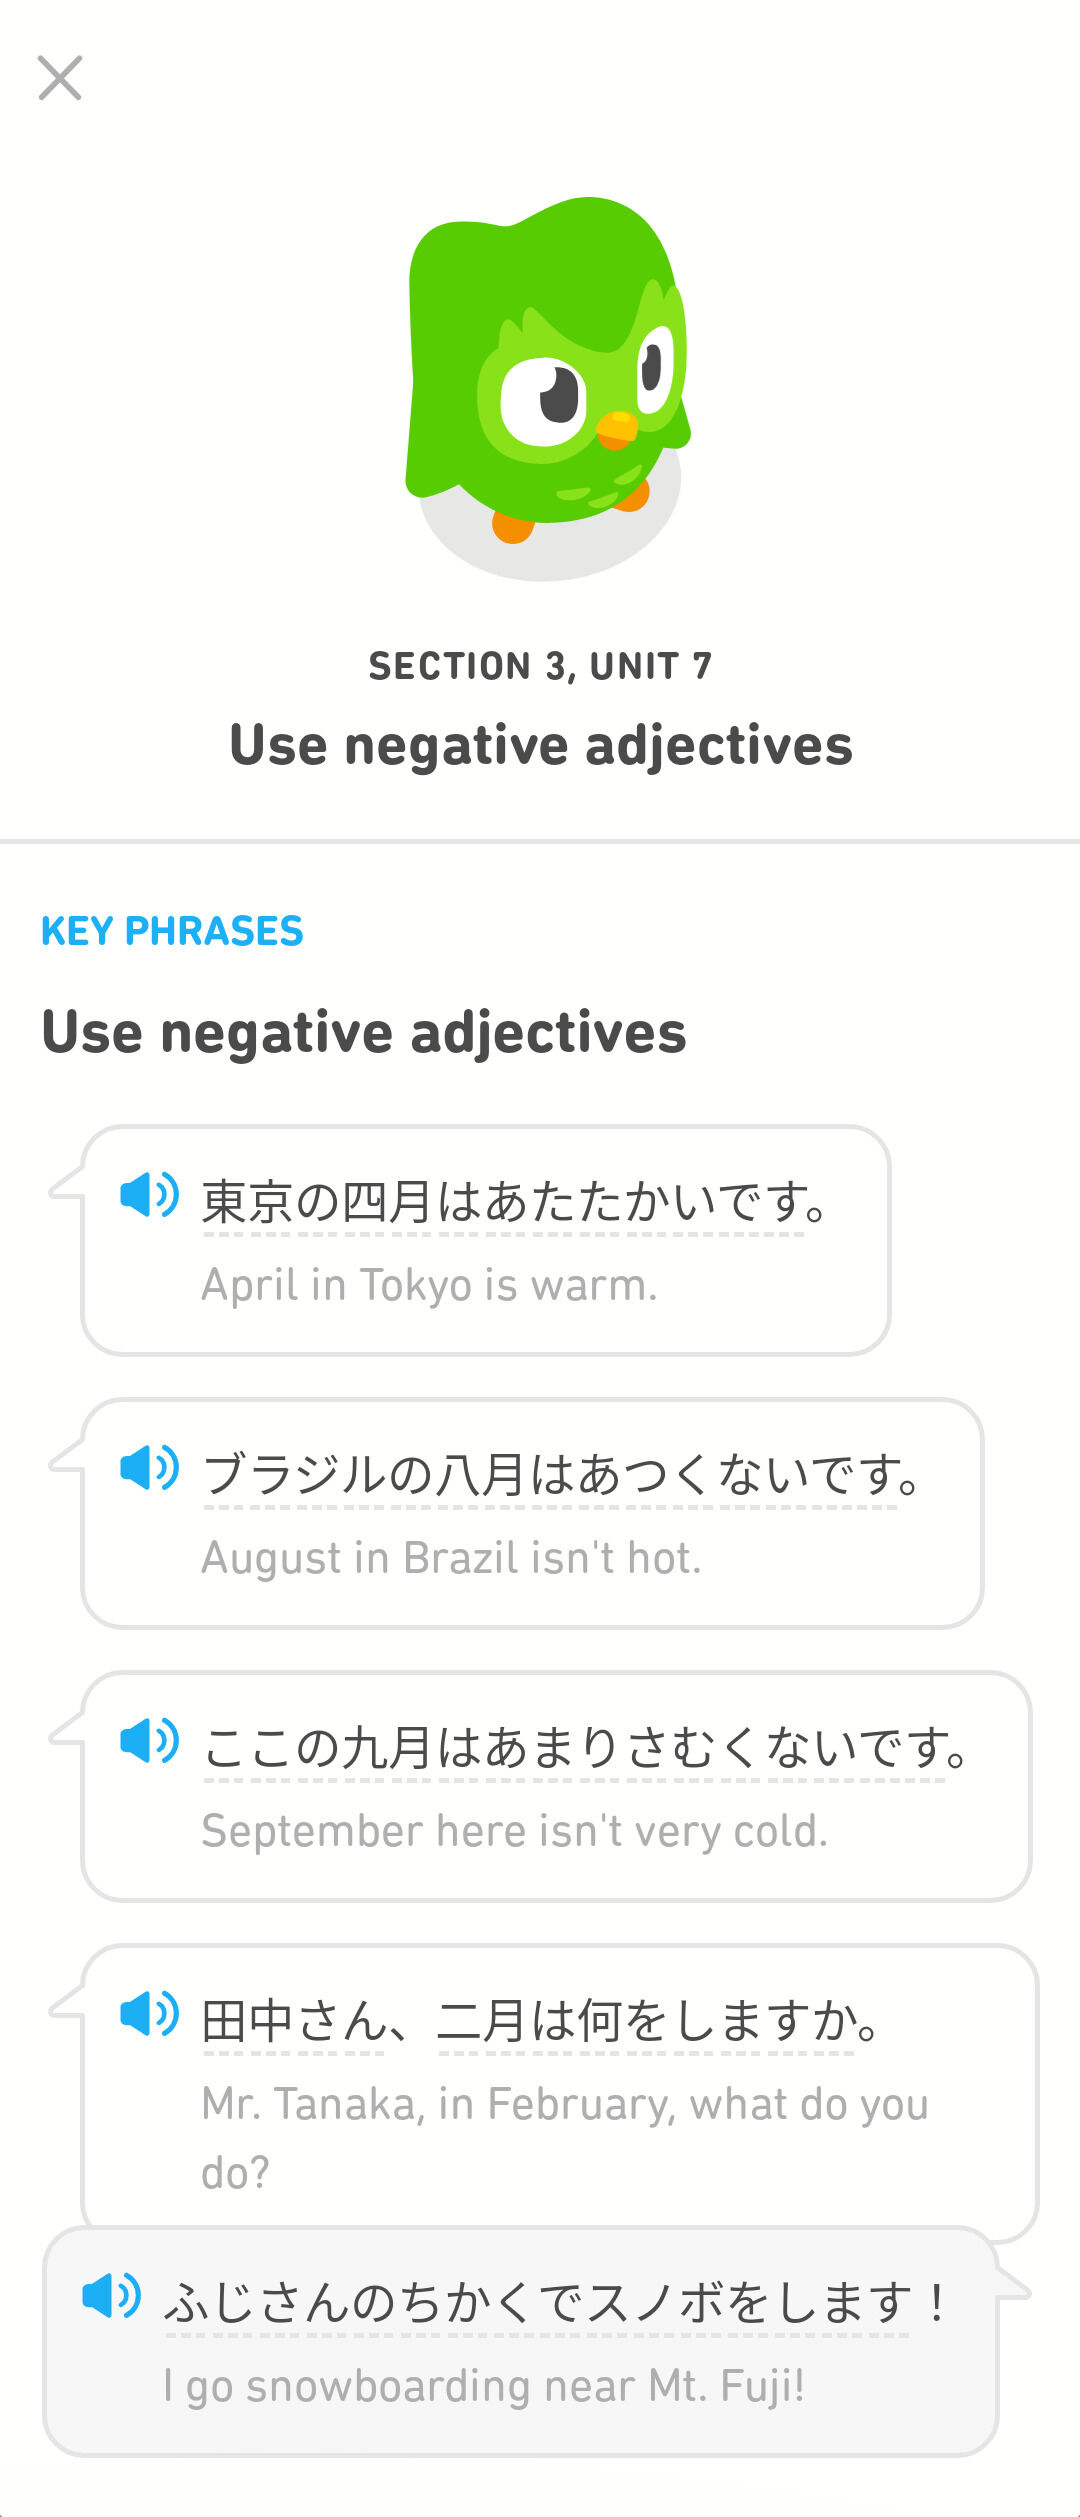 SECTION 3, UNIT 7
Use negative adjectives
KEY PHRASES
Use negative adjectives
東京の四月はあたたかいです。
April in Tokyo is warm.
ブラジルの八月はあつくないです。
August in Brazil isn't hot.
ここの九月はあまりさむくないです。
September here isn't very cold.
田中さん、二月は何をしますか。
Mr. Tanaka, in February, what do you
do?
ふじさんのちかくでスノボをします！
I go snowboarding near Mt. Fuji!